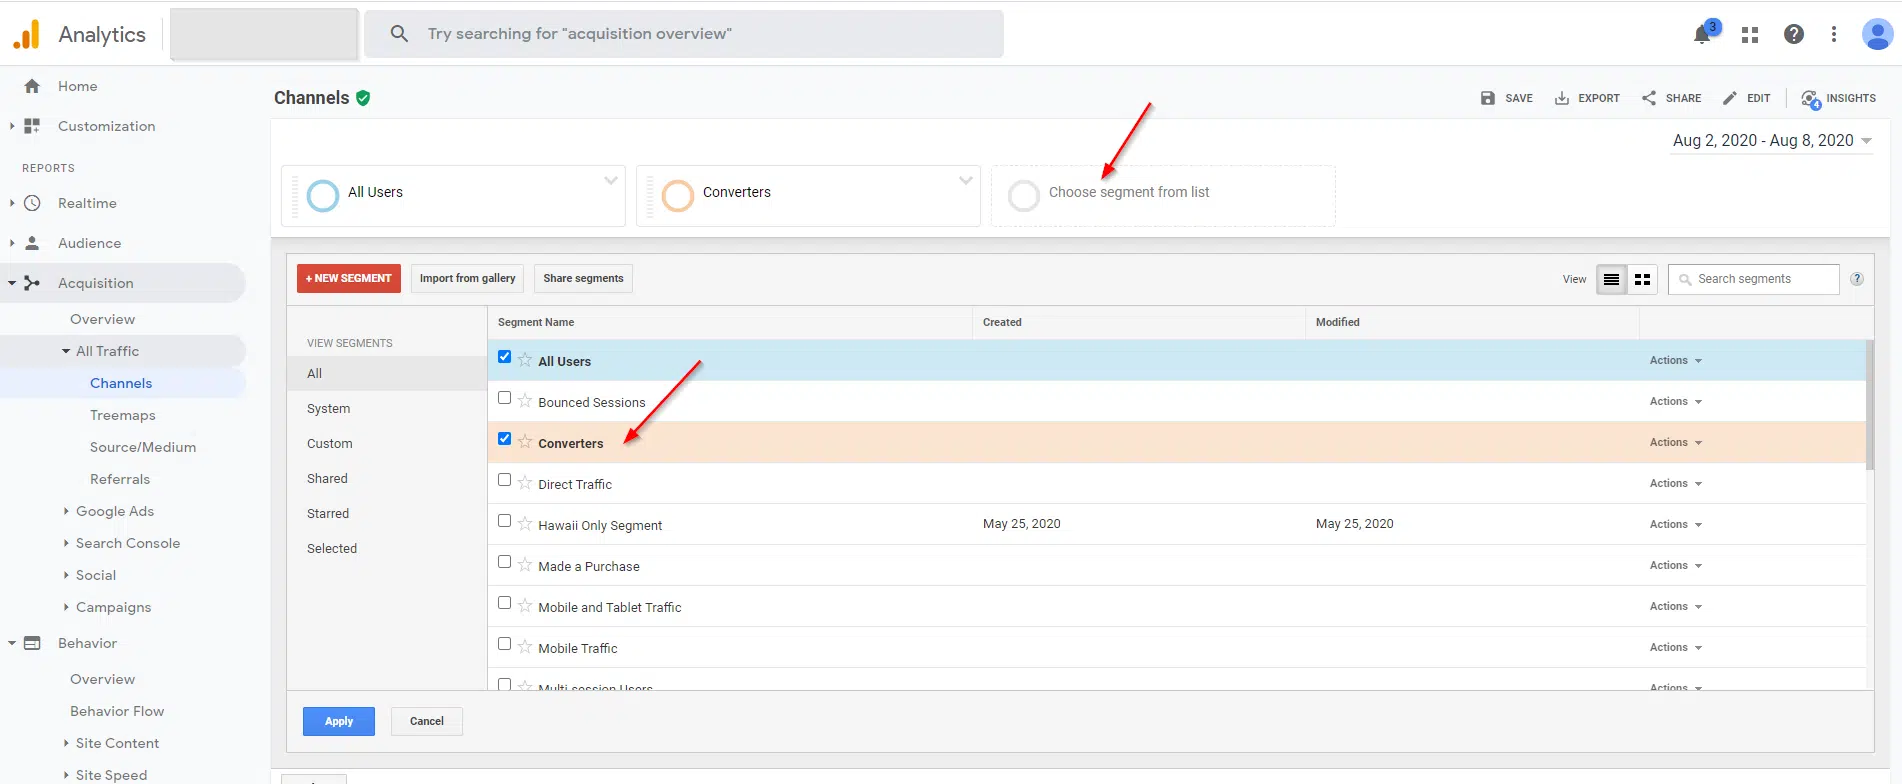 Analytics
Try searching for "acquisition overview"
3
Home
Customization
REPORTS
Realtime
Audience
Acquisition
Overview
All Traffic
Channels
Treemaps
Source/Medium
Referrals
Google Ads
Search Console
Social
Campaigns
Behavior
Overview
Behavior Flow
Site Content
Site Speed
Channels
SAVE
EXPORT
SHARE
EDIT
4
INSIGHTS
Aug 2, 2020 - Aug 8, 2020
All Users
Converters
Choose segment from list
+ NEW SEGMENT
Import from gallery
Share segments
View
Search segments
?
VIEW SEGMENTS
All
System
Custom
Shared
Starred
Selected
Segment Name Created Modified
All Users Actions
Bounced Sessions Actions
Converters Actions
Direct Traffic Actions
Hawaii Only Segment May 25, 2020 May 25, 2020 Actions
Made a Purchase Actions
Mobile and Tablet Traffic Actions
Mobile Traffic Actions
Multi-session Users Actions
Apply
Cancel